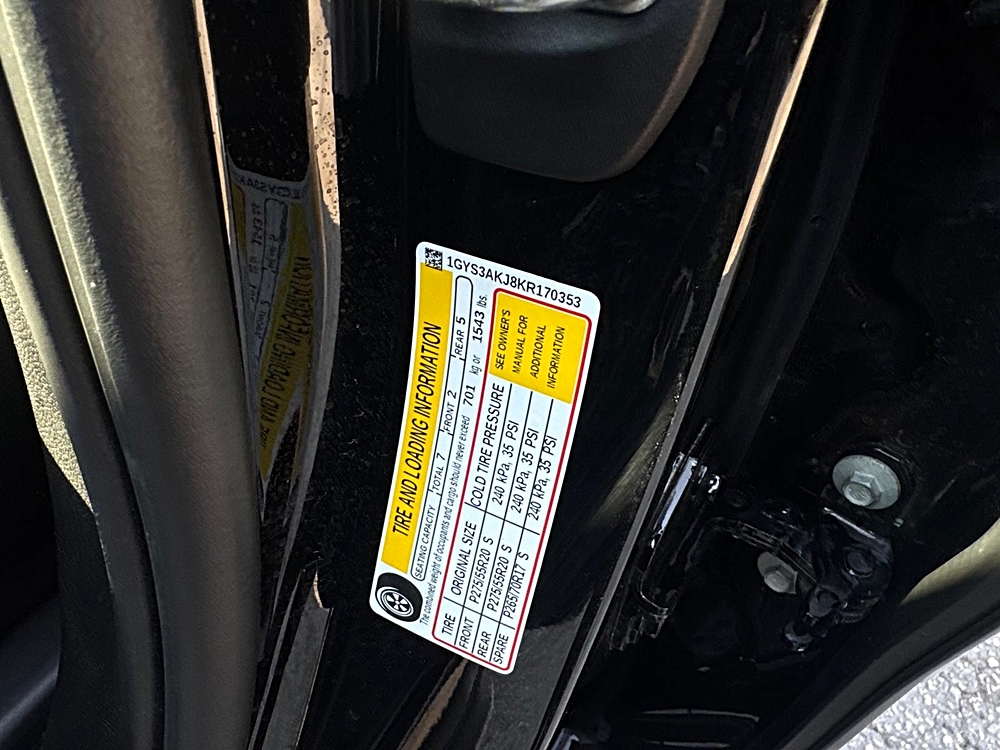 1GYS3AKJ8KR170353
TIRE AND LOADING INFORMATION
SEATING CAPACITY TOTAL 7 FRONT 2 REAR 5
The combined weight of occupants and cargo should never exceed 701 kg or 1543 lbs.
TIRE ORIGINAL SIZE COLD TIRE PRESSURE
FRONT P275/55R20 S 240 kPa, 35 PSI
REAR P275/55R20 S 240 kPa, 35 PSI
SPARE P265/70R17 S 240 kPa, 35 PSI
SEE OWNER'S
MANUAL FOR
ADDITIONAL
INFORMATION